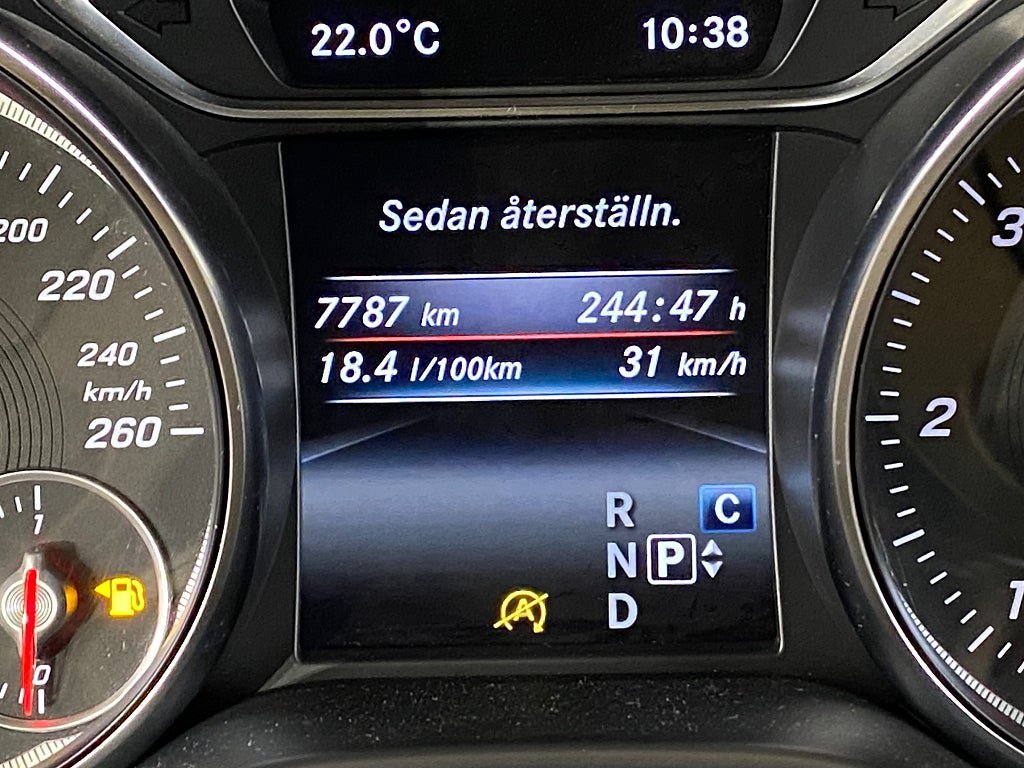 22.0°C 10:38
Sedan återställn.
7787 km 244:47 h
18.4 l/100km 31 km/h
200
220
240
km/h
260
1
0
R C
N P
A D
3
2
1